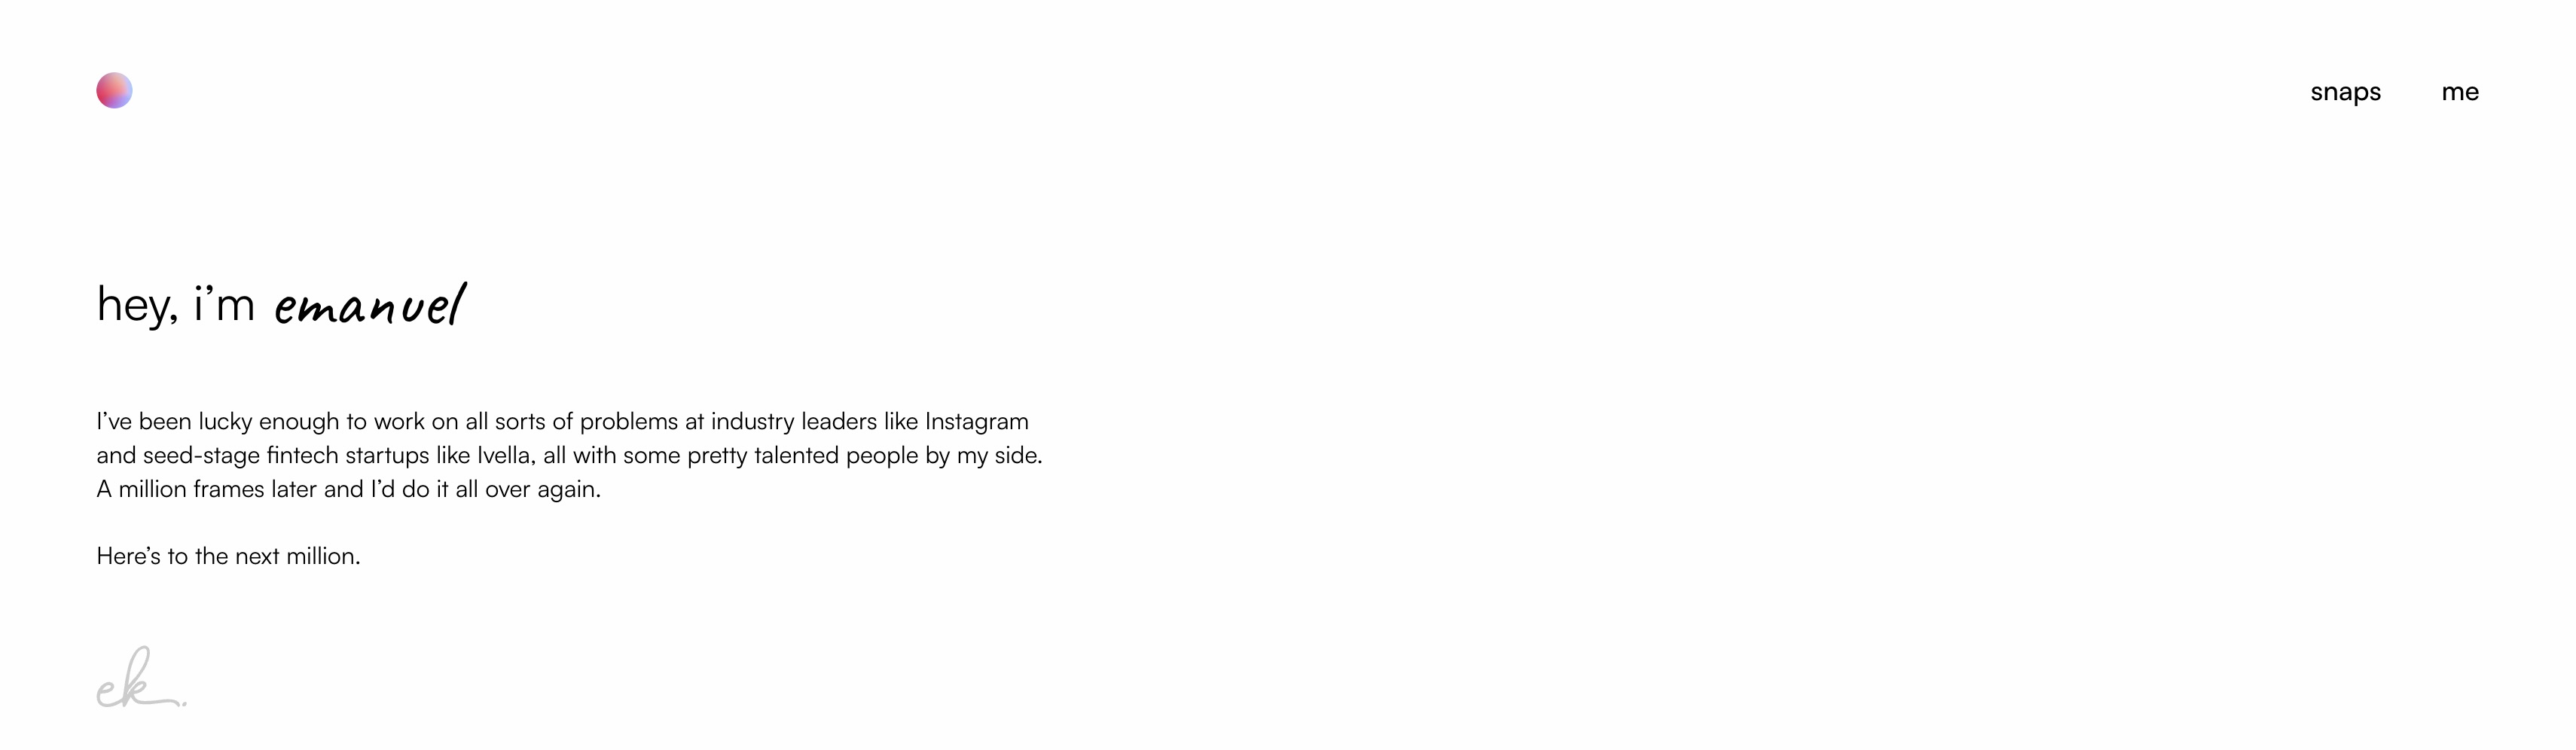 snaps me
hey, i’m emanuel
I’ve been lucky enough to work on all sorts of problems at industry leaders like Instagram
and seed-stage fintech startups like Ivella, all with some pretty talented people by my side.
A million frames later and I’d do it all over again.
Here’s to the next million.
ek.